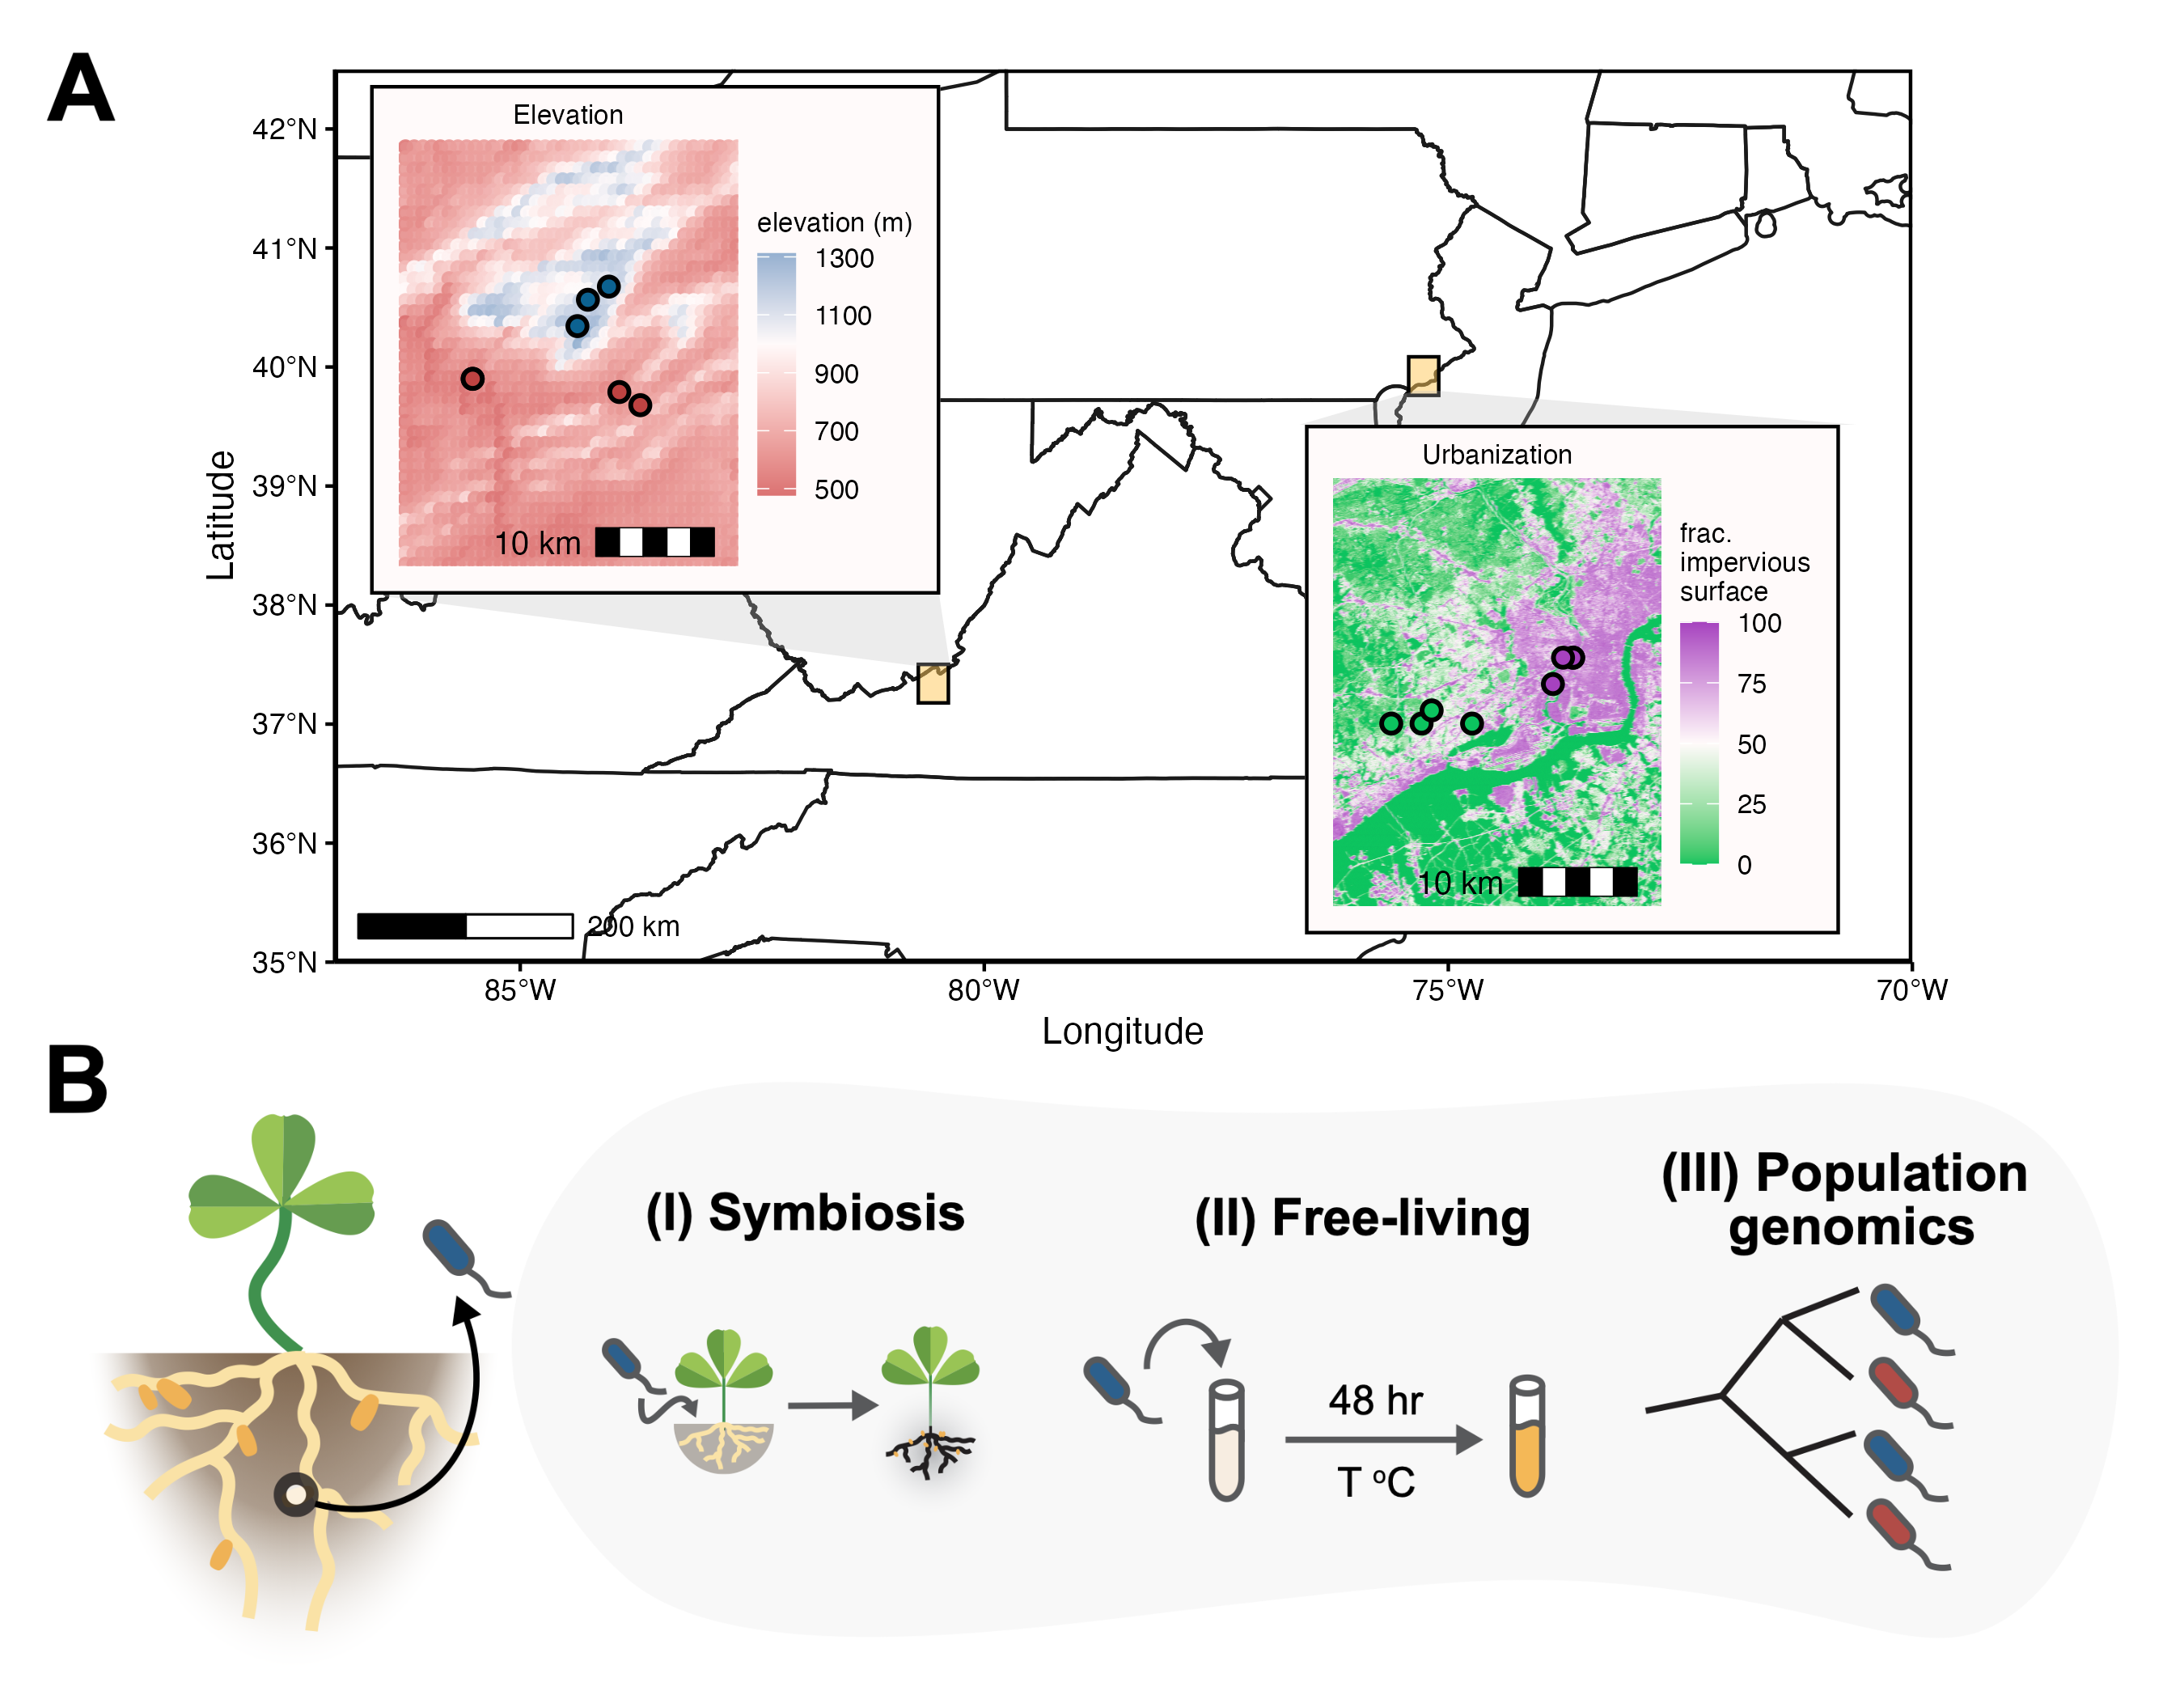 A
42°N
41°N
40°N
39°N
38°N
37°N
36°N
35°N
Latitude
85°W
80°W
75°W
70°W
Longitude
200 km
Elevation
elevation (m)
1300
1100
900
700
500
10 km
Urbanization
frac.
impervious
surface
100
75
50
25
0
10 km
B
(I) Symbiosis
(II) Free-living
48 hr
T °C
(III) Population
genomics